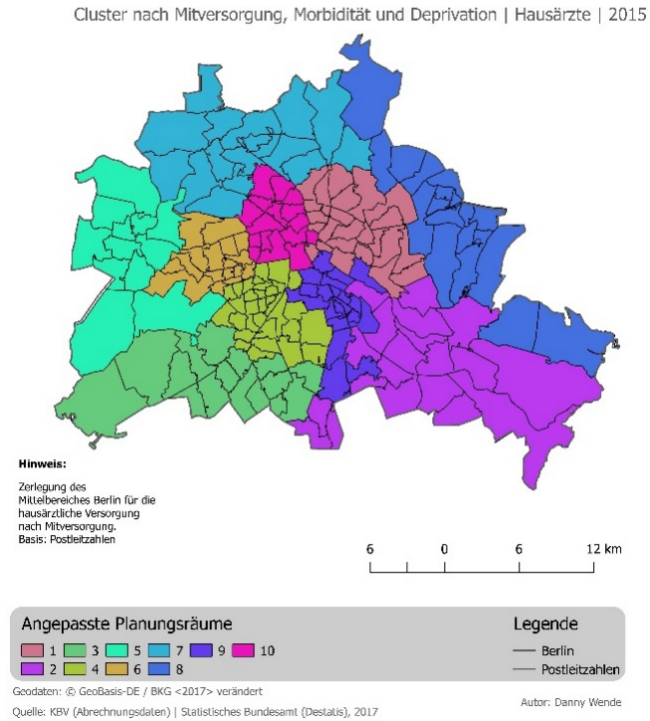 Cluster nach Mitversorgung, Morbidität und Deprivation | Hausärzte | 2015
Hinweis:
Zerlegung des
Mittelbereiches Berlin für die
hausärztliche Versorgung
nach Mitversorgung.
Basis: Postleitzahlen
6 0 6 12 km
Angepasste Planungsräume
1 3 5 7 9 10
2 4 6 8
Legende
Berlin
Postleitzahlen
Geodaten: © GeoBasis-DE / BKG <2017> verändert
Quelle: KBV (Abrechnungsdaten) | Statistisches Bundesamt (Destatis), 2017
Autor: Danny Wende